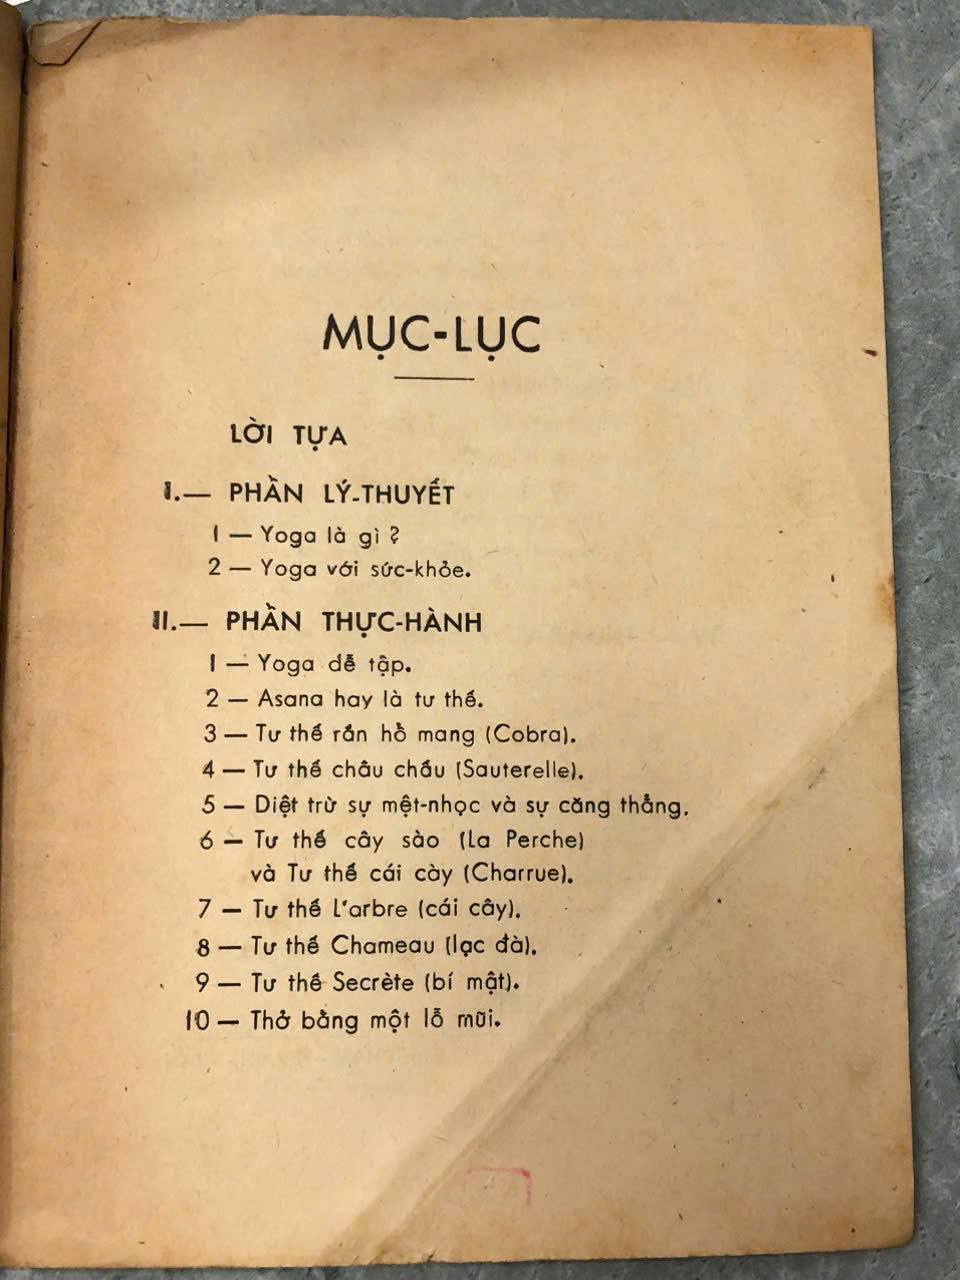 MỤC-LỤC
LỜI TỰA
I.— PHẦN LÝ-THUYẾT
1 — Yoga là gì ?
2 — Yoga với sức-khỏe.
II.— PHẦN THỰC-HÀNH
1 — Yoga dễ tập.
2 — Asana hay là tư thế.
3 — Tư thế rắn hổ mang (Cobra).
4 — Tư thế châu chấu (Sauterelle).
5 — Diệt trừ sự mệt-nhọc và sự căng thẳng.
6 — Tư thế cây sào (La Perche)
và Tư thế cái cày (Charrue).
7 — Tư thế L'arbre (cái cây).
8 — Tư thế Chameau (lạc đà).
9 — Tư thế Secrète (bí mật).
10 — Thở bằng một lỗ mũi.